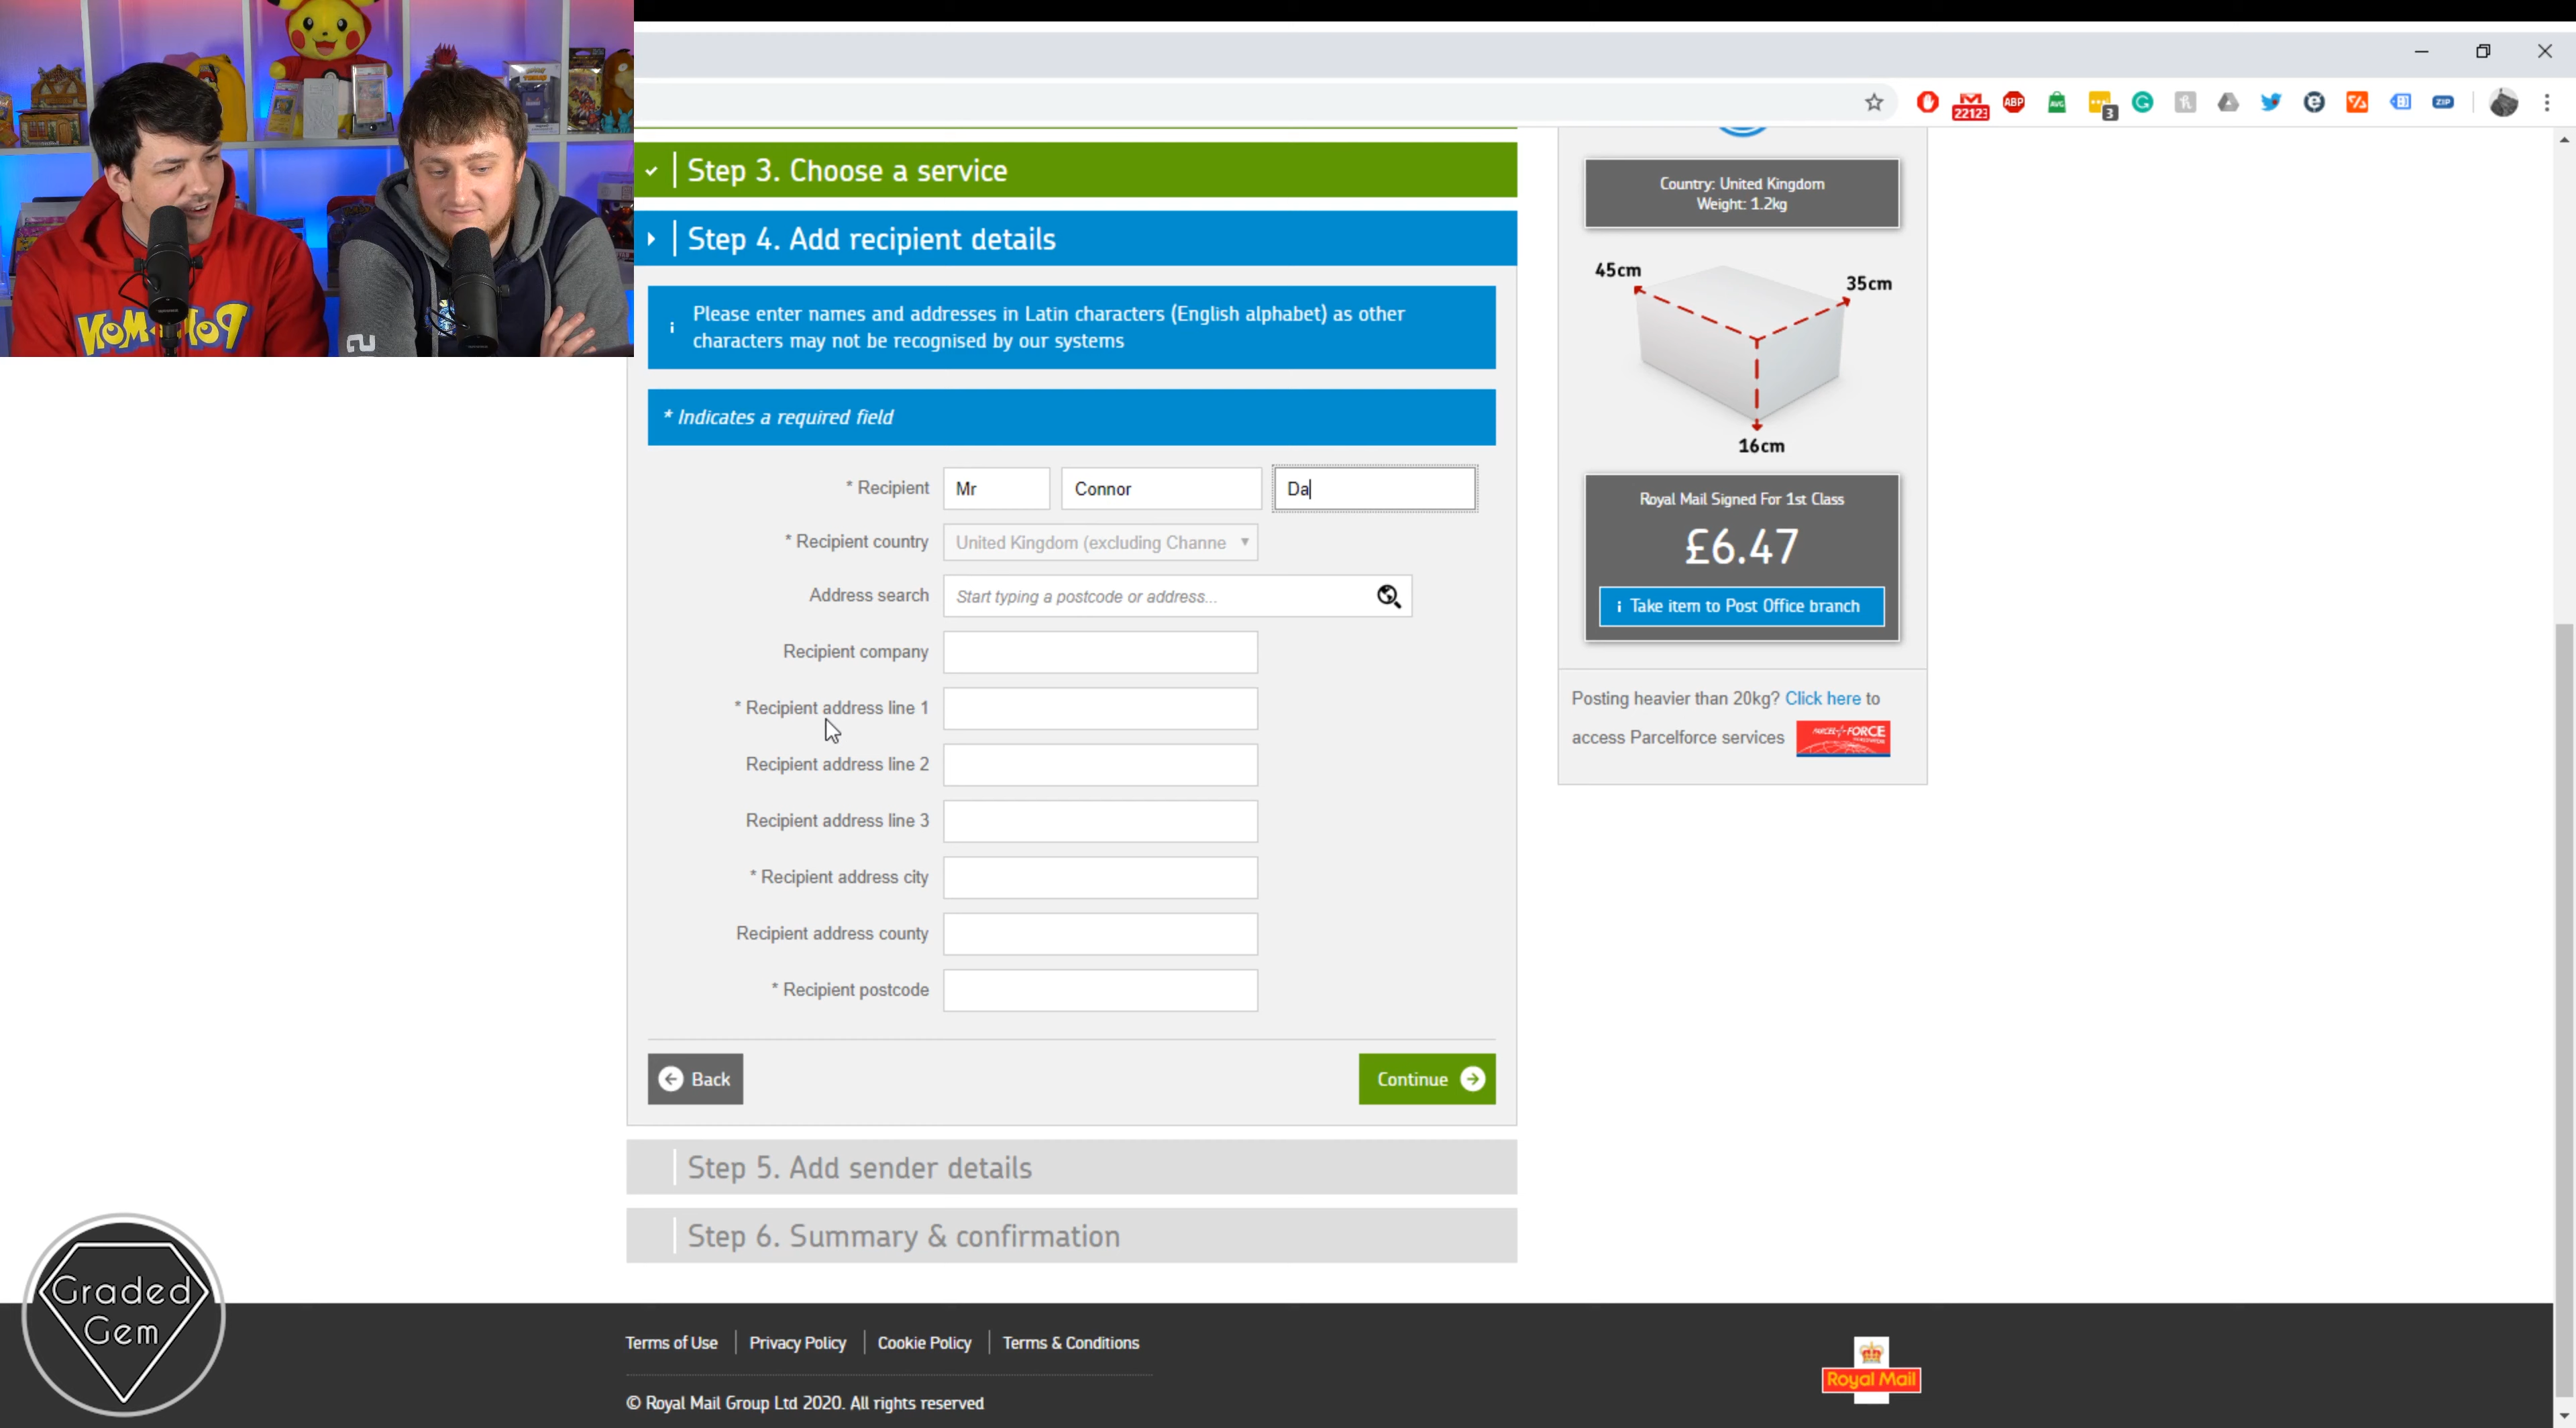 22123
ABP
AVG
3
ZIP
Step 3. Choose a service
Step 4. Add recipient details
Please enter names and addresses in Latin characters (English alphabet) as other
characters may not be recognised by our systems
* Indicates a required field
* Recipient Mr Connor Da
* Recipient country United Kingdom (excluding Channe
Address search Start typing a postcode or address...
Recipient company
* Recipient address line 1
Recipient address line 2
Recipient address line 3
* Recipient address city
Recipient address county
* Recipient postcode
Back
Continue
Step 5. Add sender details
Step 6. Summary & confirmation
Country: United Kingdom
Weight: 1.2kg
45cm
35cm
16cm
Royal Mail Signed For 1st Class
£6.47
i Take item to Post Office branch
Posting heavier than 20kg? Click here to
access Parcelforce services
PARCEL FORCE
Graded
Gem
Terms of Use Privacy Policy Cookie Policy Terms & Conditions
© Royal Mail Group Ltd 2020. All rights reserved
Royal Mail